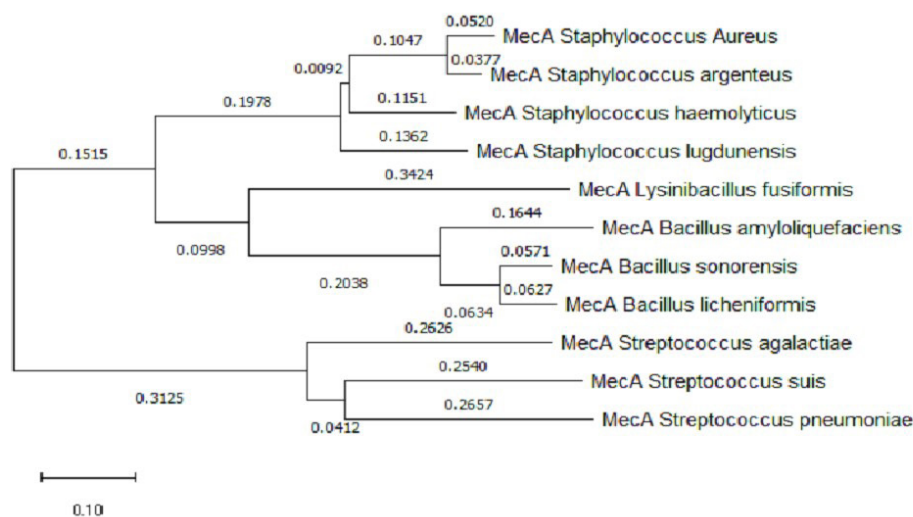 0.0520
0.1047
MecA Staphylococcus Aureus
0.0092
0.0377
MecA Staphylococcus argenteus
0.1978
0.1151
MecA Staphylococcus haemolyticus
0.1362
MecA Staphylococcus lugdunensis
0.1515
0.3424
MecA Lysinibacillus fusiformis
0.1644
MecA Bacillus amyloliquefaciens
0.0998
0.0571
MecA Bacillus sonorensis
0.2038
0.0627
MecA Bacillus licheniformis
0.0634
0.2626
MecA Streptococcus agalactiae
0.2540
MecA Streptococcus suis
0.3125
0.2657
MecA Streptococcus pneumoniae
0.0412
0.10